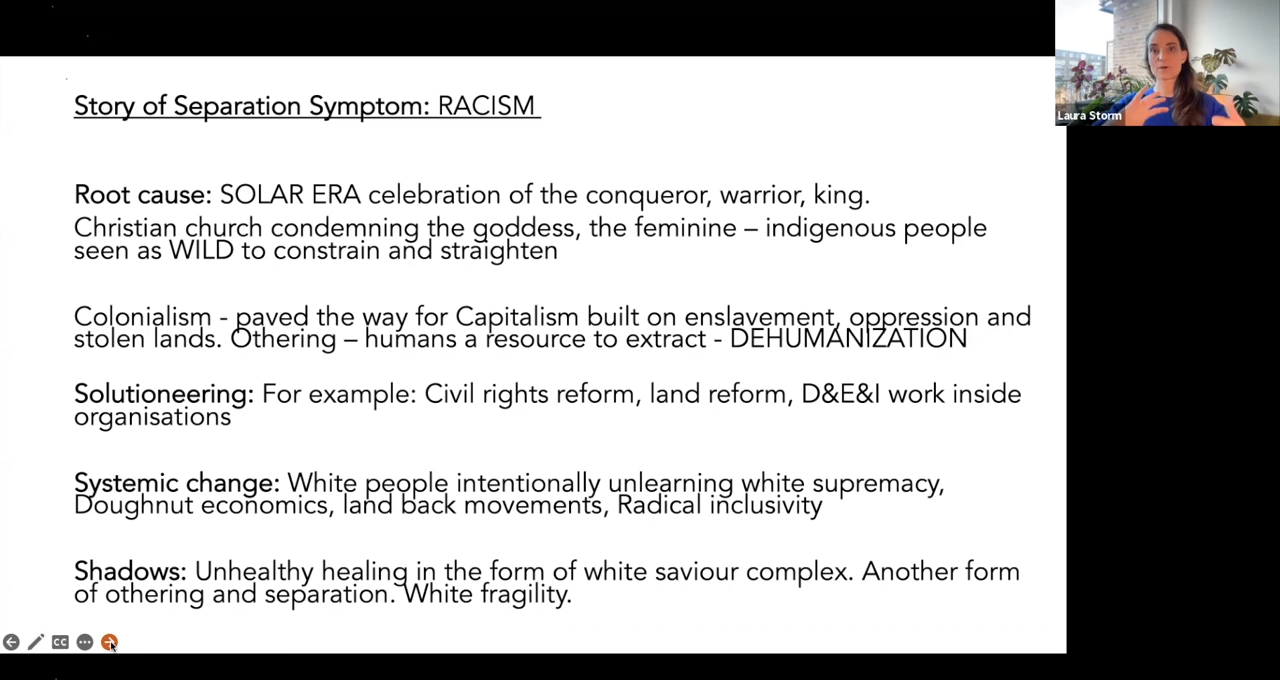 Laura Storm
Story of Separation Symptom: RACISM
Root cause: SOLAR ERA celebration of the conqueror, warrior, king.
Christian church condemning the goddess, the feminine – indigenous people
seen as WILD to constrain and straighten
Colonialism - paved the way for Capitalism built on enslavement, oppression and
stolen lands. Othering – humans a resource to extract - DEHUMANIZATION
Solutioneering: For example: Civil rights reform, land reform, D&E&I work inside
organisations
Systemic change: White people intentionally unlearning white supremacy,
Doughnut economics, land back movements, Radical inclusivity
Shadows: Unhealthy healing in the form of white saviour complex. Another form
of othering and separation. White fragility.
CC